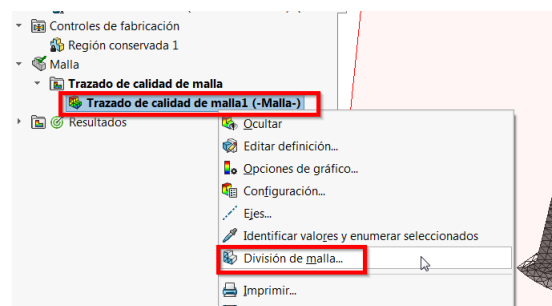 Controles de fabricación
Región conservada 1
Malla
Trazado de calidad de malla
Trazado de calidad de malla1 (-Malla-)
Resultados
Ocultar
Editar definición...
Opciones de gráfico...
Configuración...
Ejes...
Identificar valores y enumerar seleccionados
División de malla...
Imprimir...